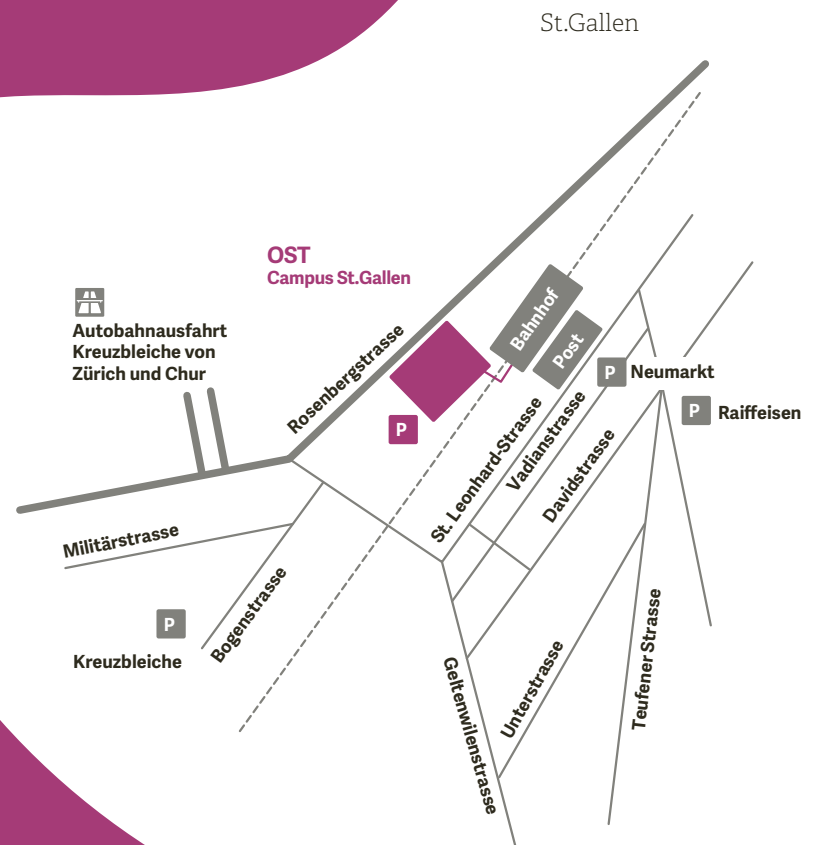 St.Gallen
OST
Campus St.Gallen
Autobahnausfahrt
Kreuzbleiche von
Zürich und Chur
Rosenbergstrasse
Bahnhof
Post
P
Neumarkt
P
Raiffeisen
P
St. Leonhard-Strasse
Vadianstrasse
Davidstrasse
Militärstrasse
Bogenstrasse
P
Kreuzbleiche
Geltenwilenstrasse
Unterstrasse
Teufener Strasse